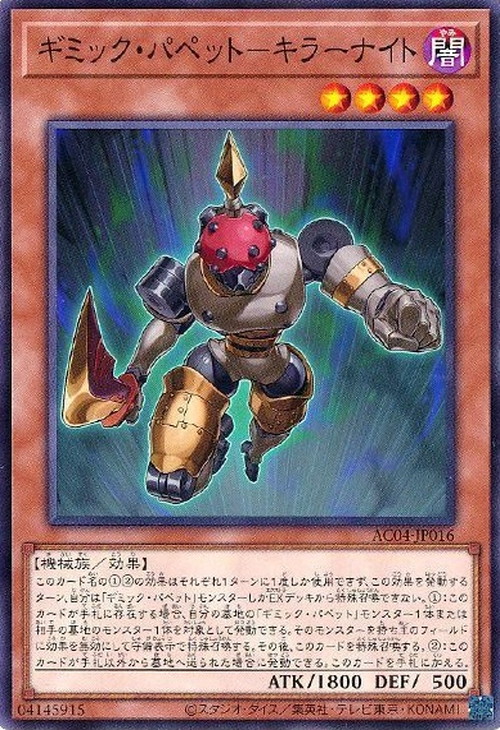 ギミック・パペット－キラーナイト
闇
AC04-JP016
【機械族／効果】
このカード名の①②の効果はそれぞれ1ターンに1度しか使用できず、この効果を発動する
ターン、自分は「ギミック・パペット」モンスターしかEXデッキから特殊召喚できない。①：この
カードが手札に存在する場合、自分の墓地の「ギミック・パペット」モンスター1体または
相手の墓地のモンスター1体を対象として発動できる。そのモンスターを持ち主のフィールド
に効果を無効にして守備表示で特殊召喚する。その後、このカードを特殊召喚する。②：こ
のカードが手札以外から墓地へ送られた場合に発動できる。このカードを手札に加える。
ATK/1800 DEF/ 500
04145915
©スタジオ・ダイス／集英社・テレビ東京・KONAMI